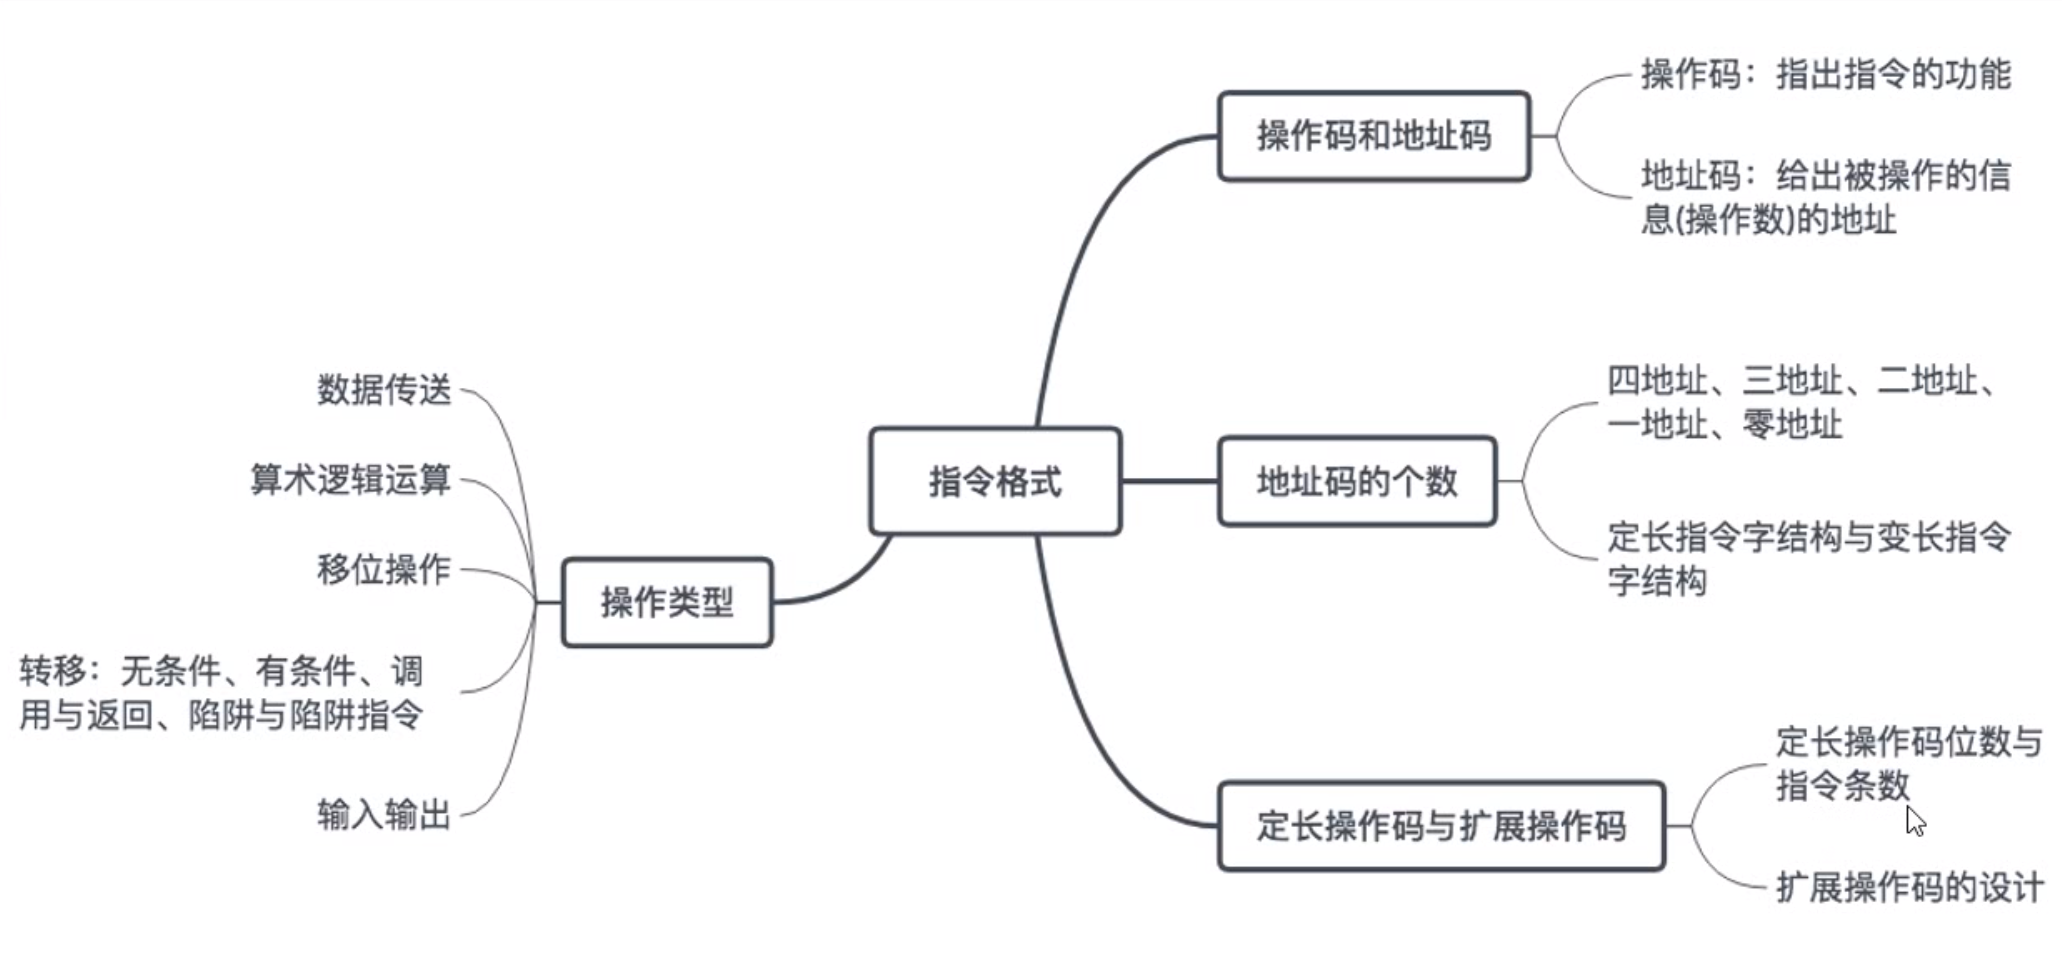 操作码：指出指令的功能
操作码和地址码
地址码：给出被操作的信
息(操作数)的地址
四地址、三地址、二地址、
一地址、零地址
指令格式
地址码的个数
定长指令字结构与变长指令
字结构
定长操作码位数与
指令条数
定长操作码与扩展操作码
扩展操作码的设计
操作类型
数据传送
算术逻辑运算
移位操作
转移：无条件、有条件、调
用与返回、陷阱与陷阱指令
输入输出